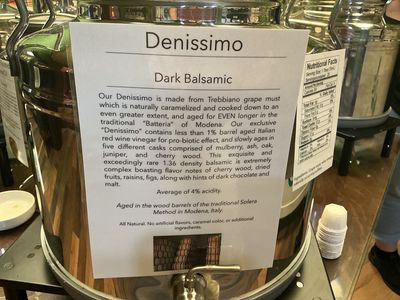 Denissimo
Dark Balsamic
Our Denissimo is made from Trebbiano grape must
which is naturally caramelized and cooked down to an
even greater extent, and aged for EVEN longer in the
traditional "Batteria" of Modena. Our exclusive
"Denissimo" contains less than 1% barrel aged Italian
red wine vinegar for pro-biotic effect, and slowly ages in
five different casks comprised of mulberry, ash, oak,
juniper, and cherry wood. This exquisite and
exceedingly rare 1.36 density balsamic is extremely
complex boasting flavor notes of cherry wood, dried
fruits, raisins, figs, along with hints of dark chocolate and
malt.
Average of 4% acidity.
Aged in the wood barrels of the traditional Solera
Method in Modena, Italy.
All Natural. No artificial flavors, caramel color, or additional
ingredients.
Nutritional Facts